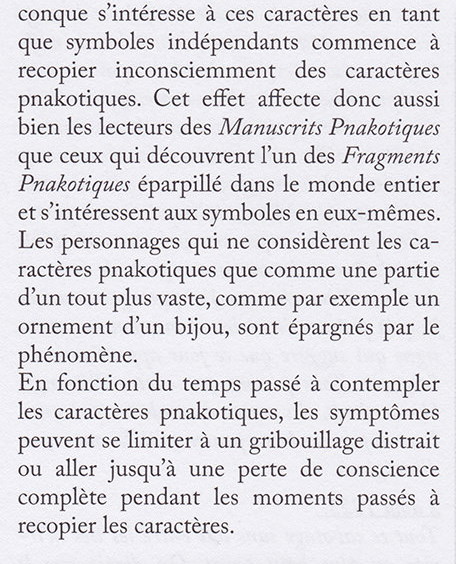 conque s’intéresse à ces caractères en tant
que symboles indépendants commence à
recopier inconsciemment des caractères
pnakotiques. Cet effet affecte donc aussi
bien les lecteurs des Manuscrits Pnakotiques
que ceux qui découvrent l’un des Fragments
Pnakotiques éparpillé dans le monde entier
et s’intéressent aux symboles en eux-mêmes.
Les personnages qui ne considèrent les ca-
ractères pnakotiques que comme une partie
d’un tout plus vaste, comme par exemple un
ornement d’un bijou, sont épargnés par le
phénomène.
En fonction du temps passé à contempler
les caractères pnakotiques, les symptômes
peuvent se limiter à un gribouillage distrait
ou aller jusqu’à une perte de conscience
complète pendant les moments passés à
recopier les caractères.